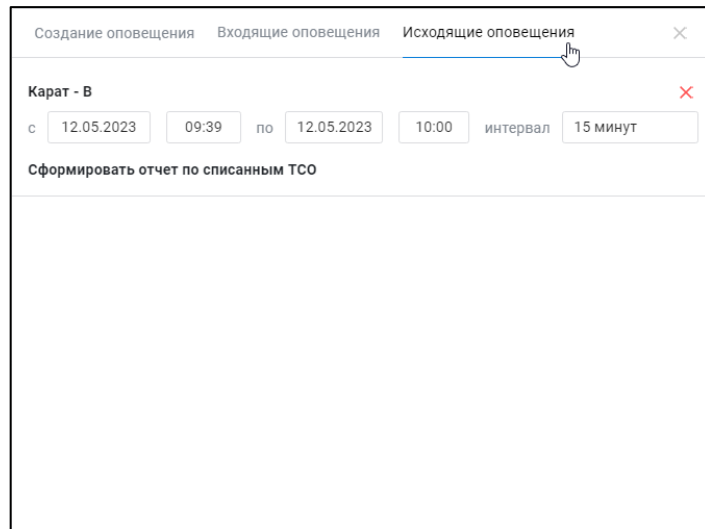 Создание оповещения Входящие оповещения Исходящие оповещения
Карат - В
с 12.05.2023 09:39 по 12.05.2023 10:00 интервал 15 минут
Сформировать отчет по списанным ТСО